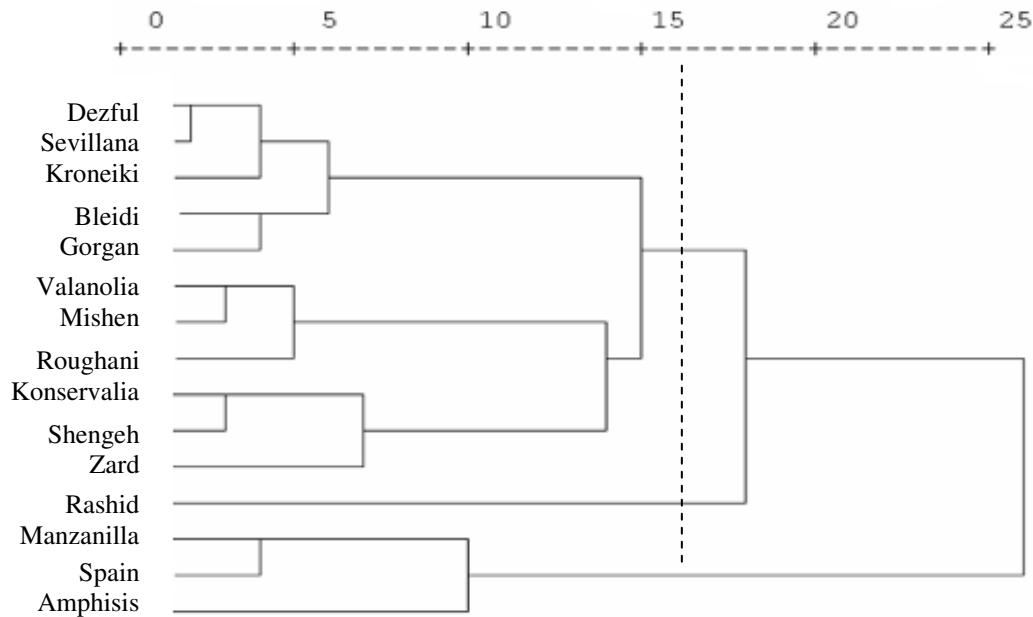 0 5 10 15 20 25
Dezful
Sevillana
Kroneiki
Bleidi
Gorgan
Valanolia
Mishen
Roughani
Konservalia
Shengeh
Zard
Rashid
Manzanilla
Spain
Amphisis